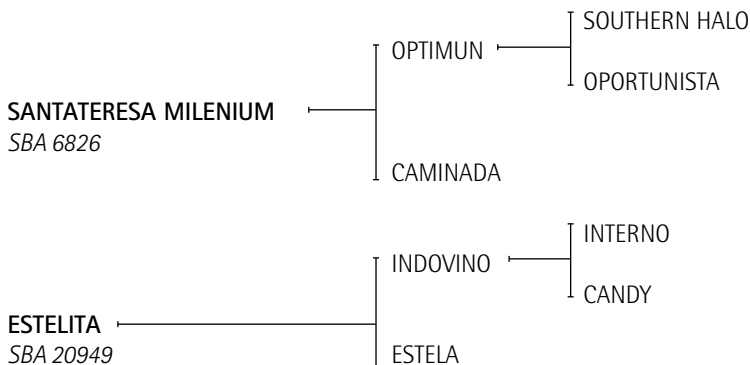 SOUTHERN HALO
OPTIMUN
OPORTUNISTA
SANTATERESA MILENIUM
SBA 6826
CAMINADA
INTERNO
INDOVINO
CANDY
ESTELITA
SBA 20949
ESTELA